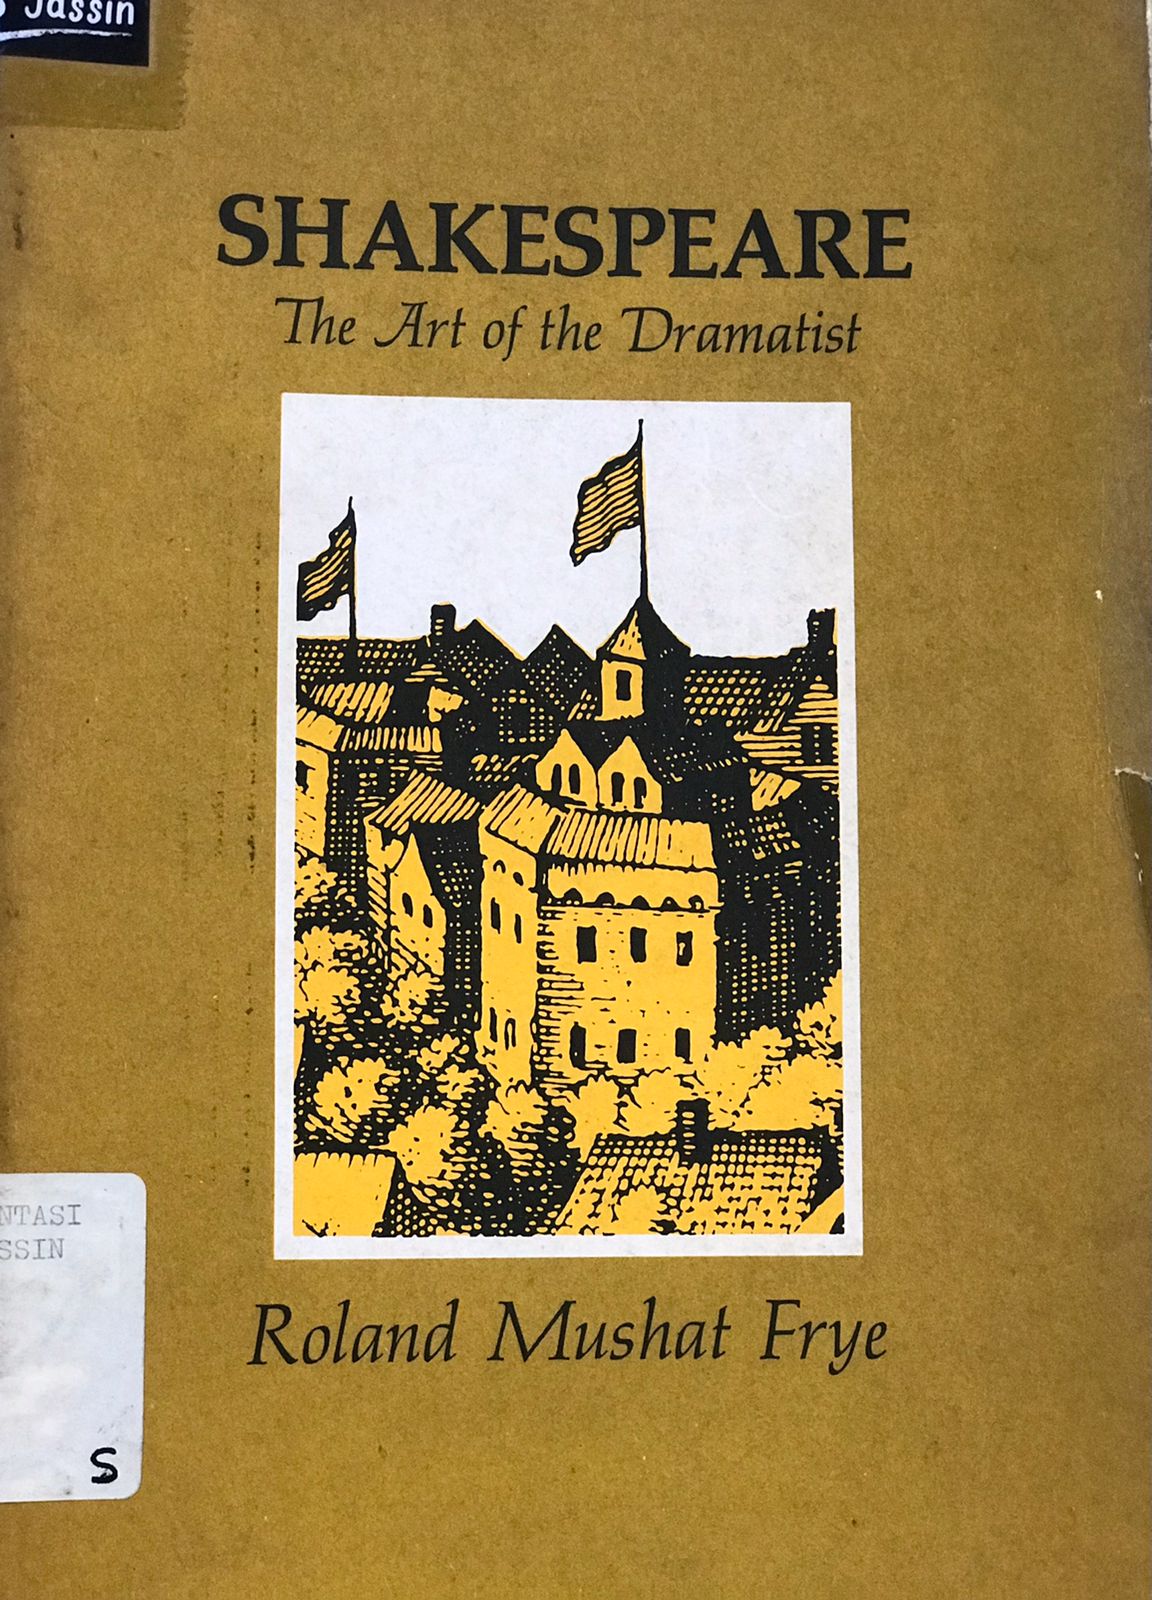 Jassin
SHAKESPEARE
The Art of the Dramatist
NTASI
SSIN
Roland Mushat Frye
S